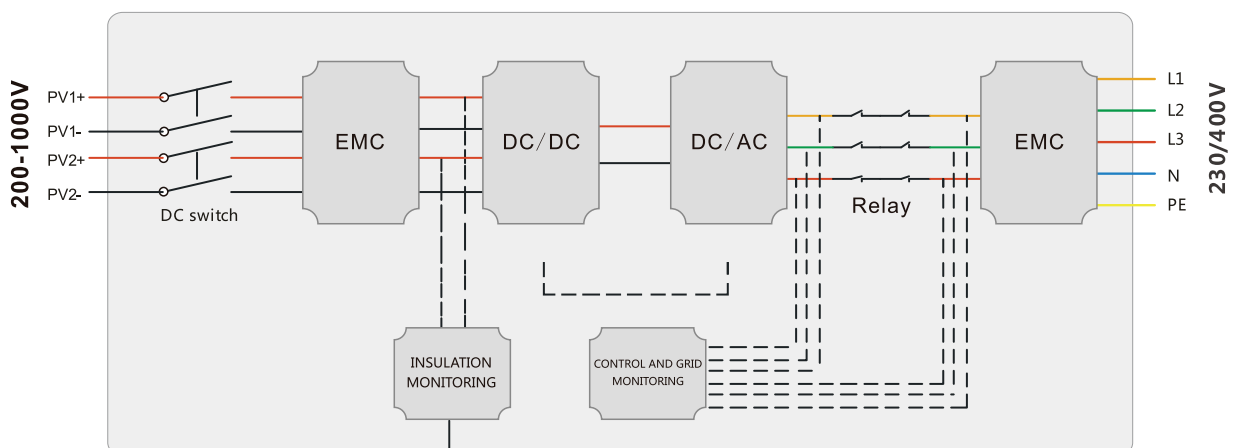 200-1000V
PV1+
PV1-
PV2+
PV2-
DC switch
EMC
DC/DC
DC/AC
Relay
EMC
L1
L2
L3
N
PE
230/400V
INSULATION
MONITORING
CONTROL AND GRID
MONITORING